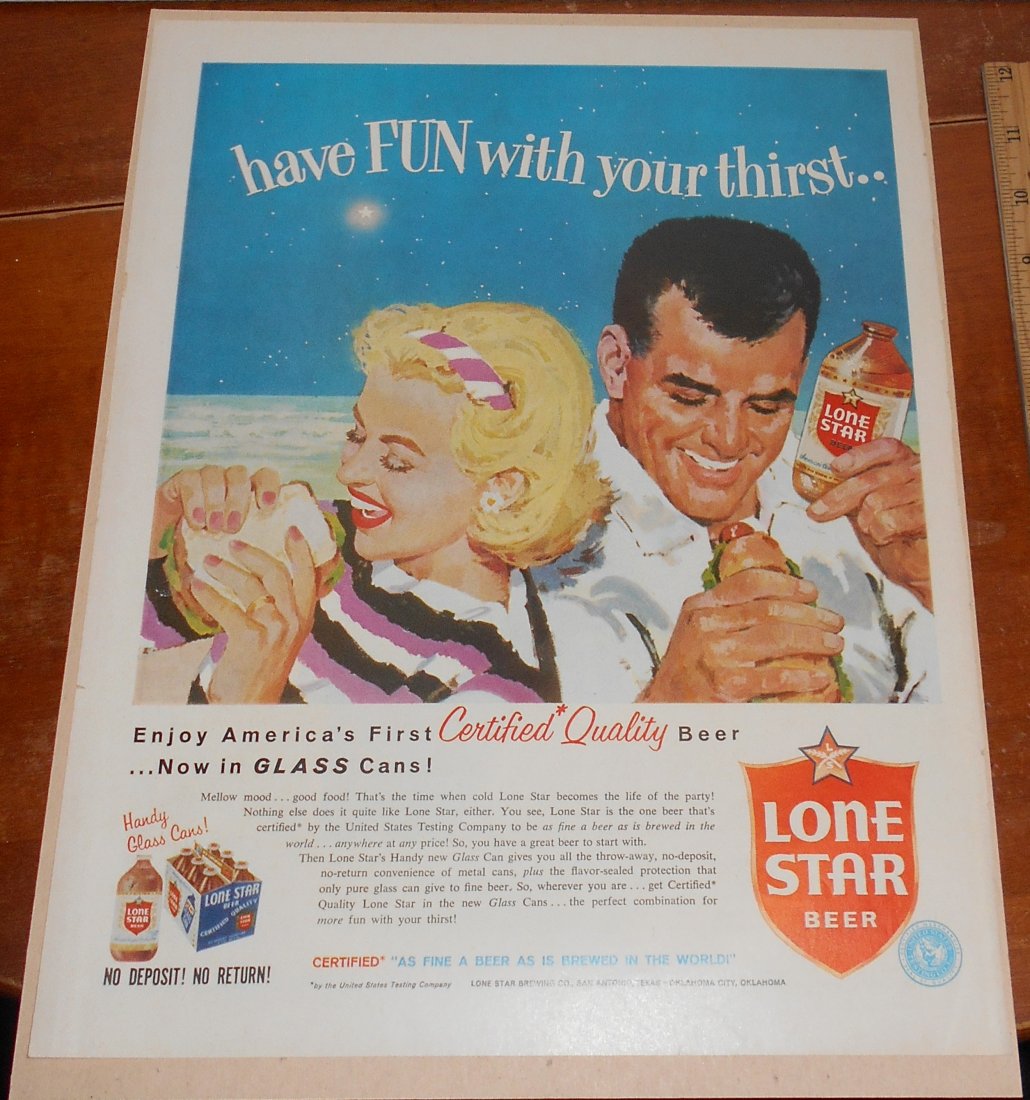 have FUN with your thirst..
LONE
STAR
BEER
Enjoy America's First Certified* Quality Beer
...Now in GLASS Cans!
Mellow mood...good food! That's the time when cold Lone Star becomes the life of the party!
Nothing else does it quite like Lone Star, either. You see, Lone Star is the one beer that's
certified* by the United States Testing Company to be as fine a beer as is brewed in the
world...anywhere at any price! So, you have a great beer to start with.
Then Lone Star's Handy new Glass Can gives you all the throw-away, no-deposit,
no-return convenience of metal cans, plus the flavor-sealed protection that
only pure glass can give to fine beer. So, wherever you are...get Certified*
Quality Lone Star in the new Glass Cans...the perfect combination for
more fun with your thirst!
Handy
Glass Cans!
LONE
STAR
BEER
LONE STAR
BEER
CERTIFIED QUALITY
NO DEPOSIT! NO RETURN!
L
S
LONE
STAR
BEER
CERTIFIED* "AS FINE A BEER AS IS BREWED IN THE WORLD!"
*by the United States Testing Company LONE STAR BREWING CO., SAN ANTONIO, TEXAS - OKLAHOMA CITY, OKLAHOMA
12
11
10
9